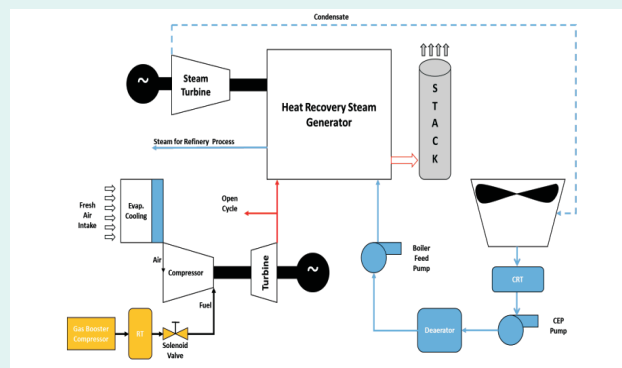 Condensate
Steam
Turbine
~
Heat Recovery Steam
Generator
S
T
A
C
K
Steam for Refinery Process
Fresh
Air
Intake
Evap.
Cooling
Open
Cycle
Air
Compressor
Turbine
~
Boiler
Feed
Pump
CRT
Fuel
Gas Booster
Compressor
RT
Solenoid
Valve
Deaerator
CEP
Pump